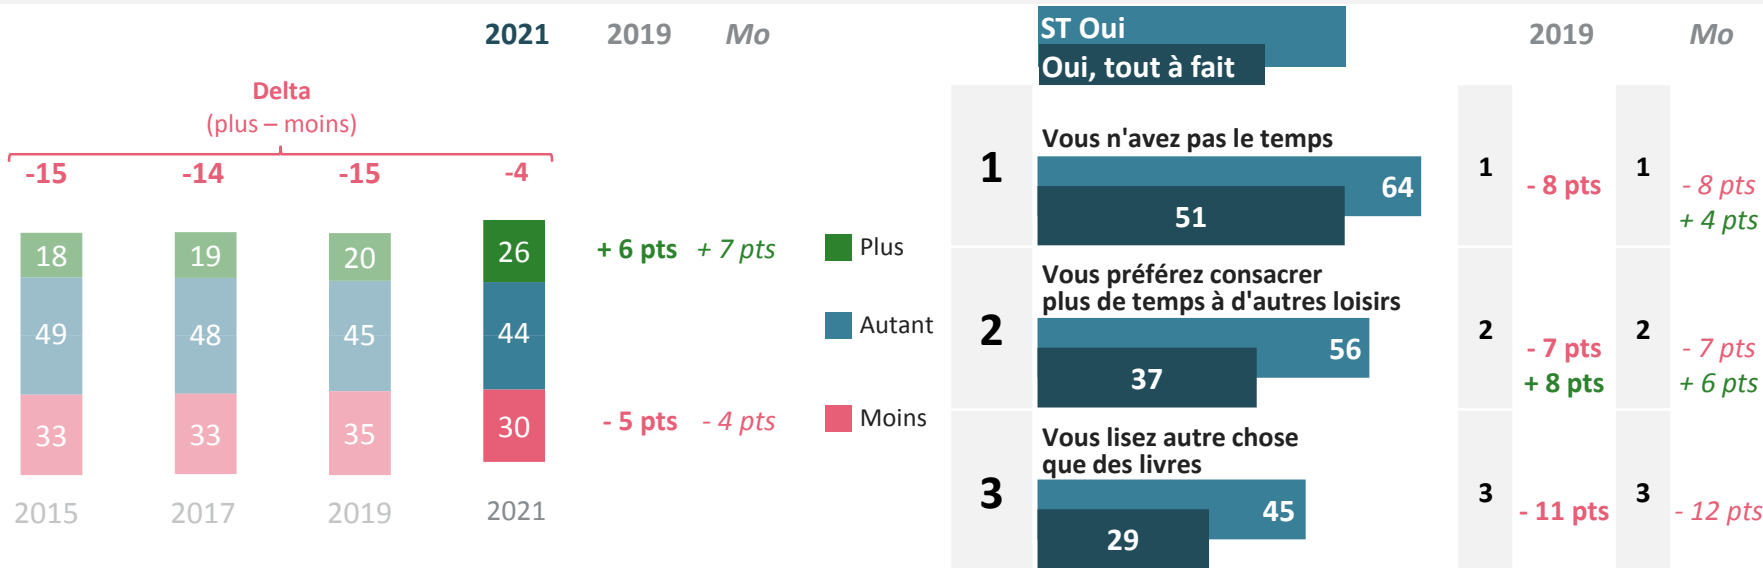 2021 2019 Mo
Delta
(plus – moins)
-15 -14 -15 -4
18 19 20 26
+ 6 pts + 7 pts
Plus
49 48 45 44
Autant
33 33 35 30
- 5 pts - 4 pts
Moins
2015 2017 2019 2021
ST Oui
Oui, tout à fait
2019 Mo
1
Vous n'avez pas le temps
64
51
1 - 8 pts 1 - 8 pts
+ 4 pts
2
Vous préférez consacrer
plus de temps à d'autres loisirs
56
37
2 - 7 pts 2 - 7 pts
+ 8 pts + 6 pts
3
Vous lisez autre chose
que des livres
45
29
3 - 11 pts 3 - 12 pts